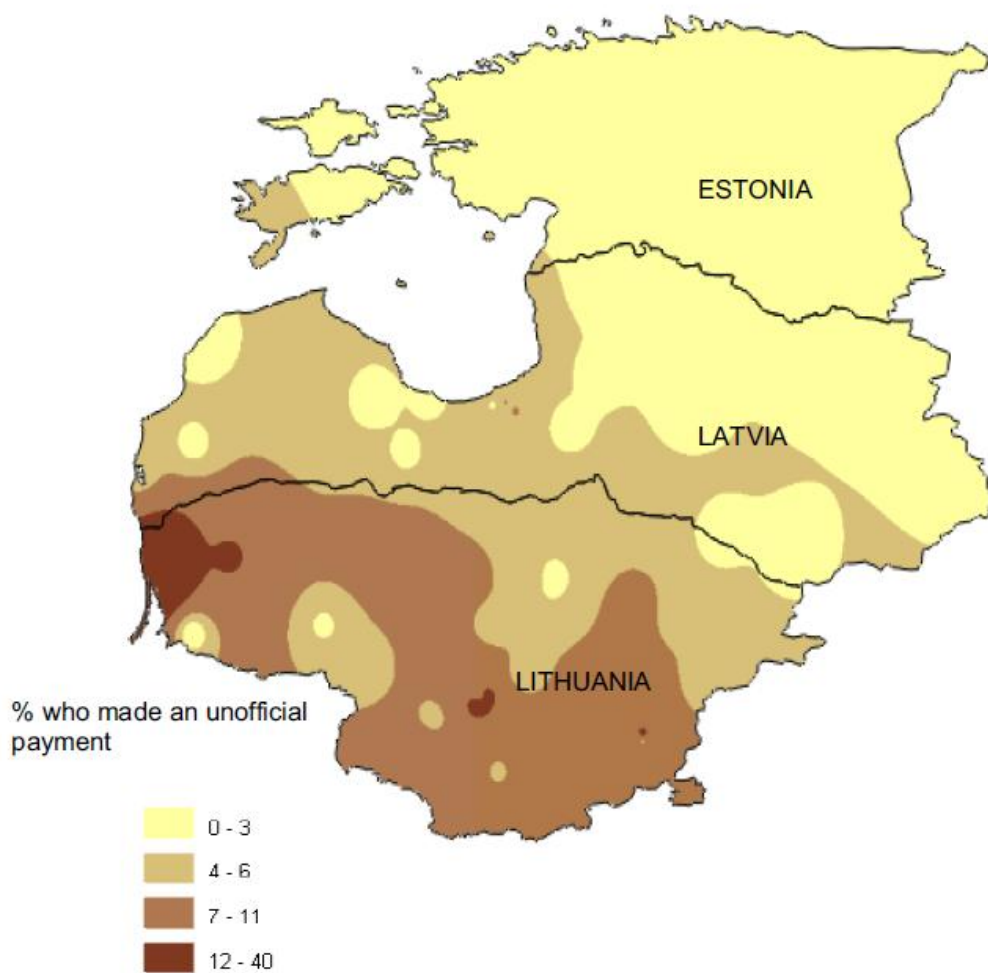 ESTONIA
LATVIA
LITHUANIA
% who made an unofficial
payment
0 - 3
4 - 6
7 - 11
12 - 40